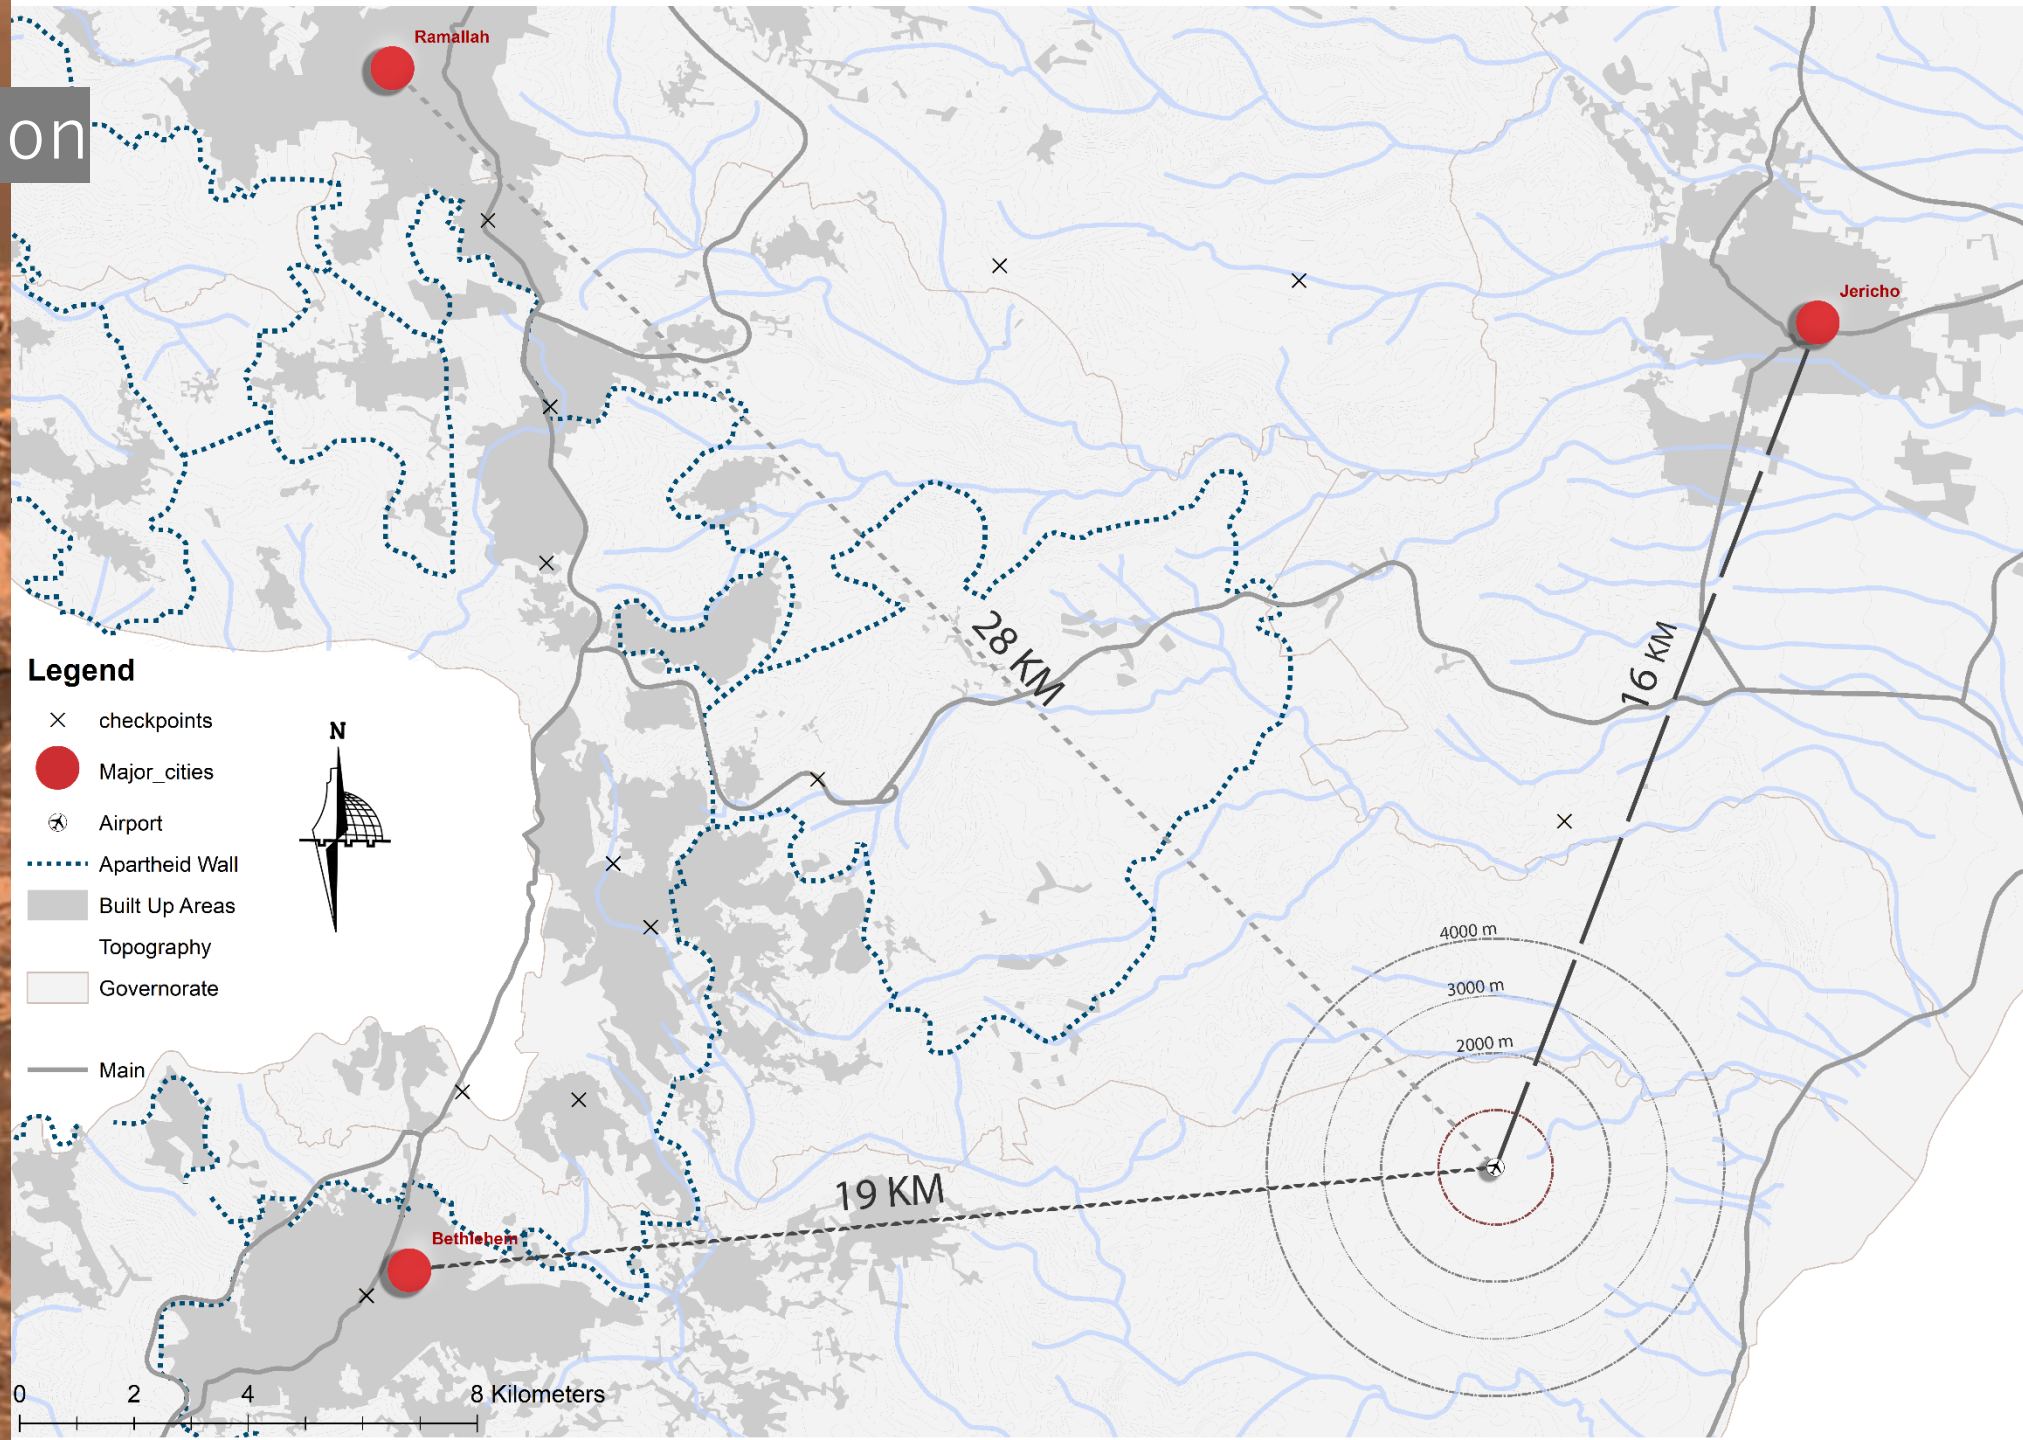 Ramallah
on
Jericho
28 KM
16 KM
Legend
checkpoints
Major_cities
Airport
Apartheid Wall
Built Up Areas
Topography
Governorate
Main
N
4000 m
3000 m
2000 m
19 KM
Bethlehem
0 2 4 8 Kilometers